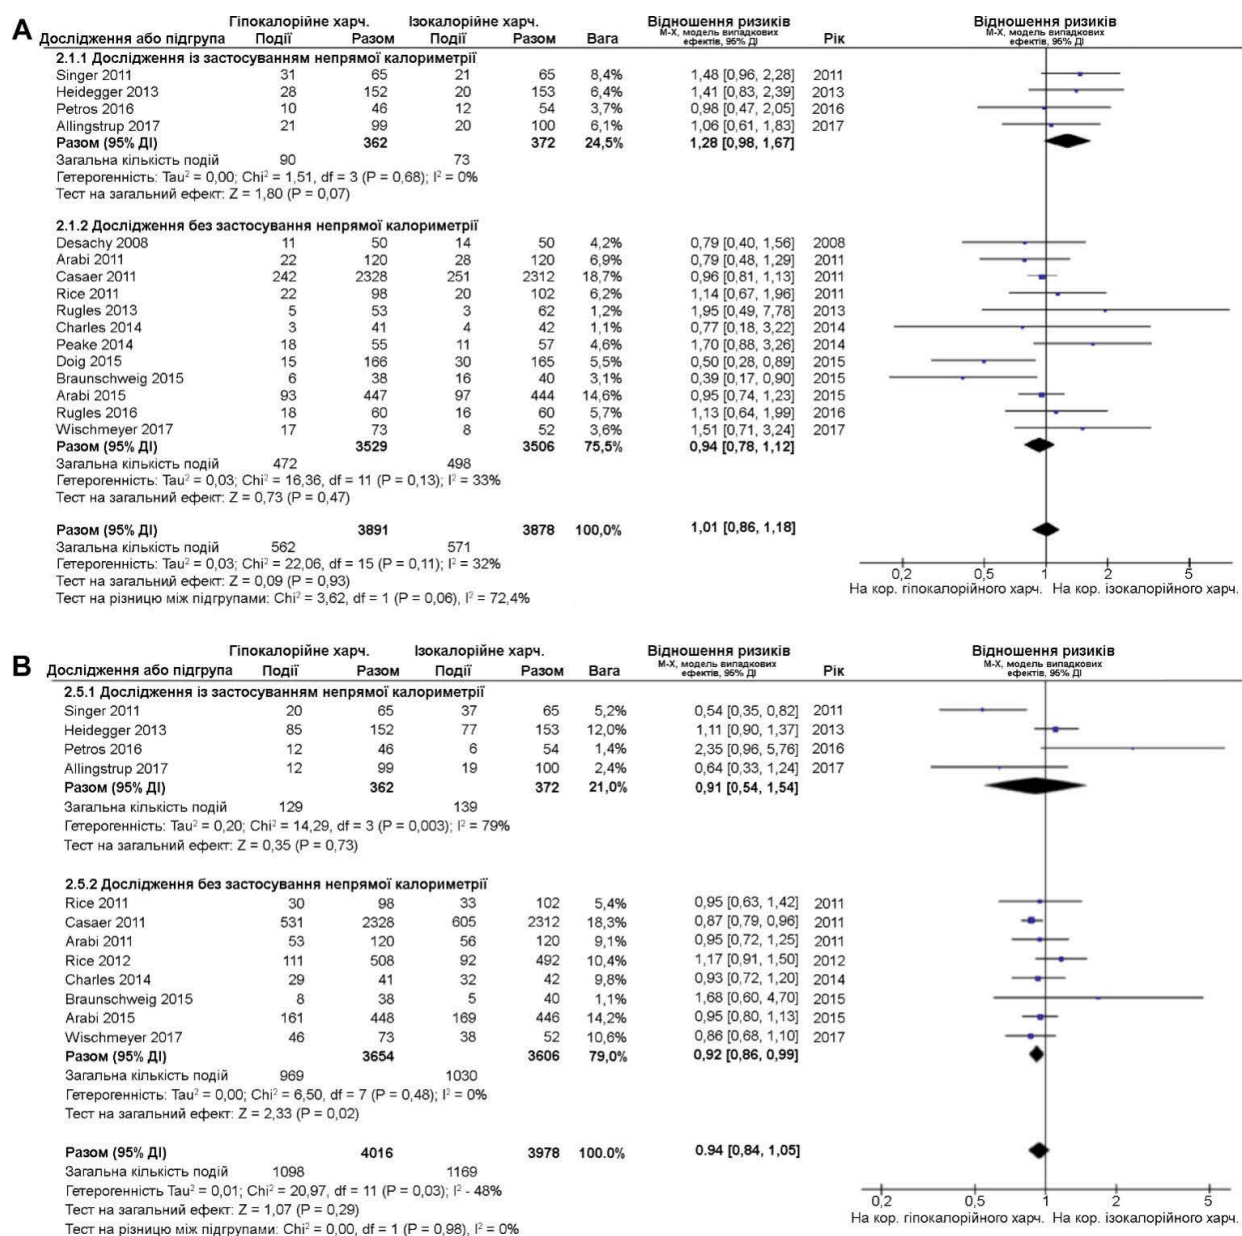 A
Гіпокалорійне харч. Ізокалорійне харч. Відношення ризиків Відношення ризиків
Дослідження або підгрупа Події Разом Події Разом Вага М-Х, модель випадкових ефектів, 95% ДІ Рік М-Х, модель випадкових ефектів, 95% ДІ
2.1.1 Дослідження із застосуванням непрямої калориметрії
Singer 2011 31 65 21 65 8,4% 1,48 [0,96, 2,28] 2011
Heidegger 2013 28 152 20 153 6,4% 1,41 [0,83, 2,39] 2013
Petros 2016 10 46 12 54 3,7% 0,98 [0,47, 2,05] 2016
Allingstrup 2017 21 99 20 100 6,1% 1,06 [0,61, 1,83] 2017
Разом (95% ДІ) 362 372 24,5% 1,28 [0,98, 1,67]
Загальна кількість подій 90 73
Гетерогенність: Tau² = 0,00; Chi² = 1,51, df = 3 (P = 0,68); I² = 0%
Тест на загальний ефект: Z = 1,80 (P = 0,07)
2.1.2 Дослідження без застосування непрямої калориметрії
Desachy 2008 11 50 14 50 4,2% 0,79 [0,40, 1,56] 2008
Arabi 2011 22 120 28 120 6,9% 0,79 [0,48, 1,29] 2011
Casaer 2011 242 2328 251 2312 18,7% 0,96 [0,81, 1,13] 2011
Rice 2011 22 98 20 102 6,2% 1,14 [0,67, 1,96] 2011
Rugles 2013 5 53 3 62 1,2% 1,95 [0,49, 7,78] 2013
Charles 2014 3 41 4 42 1,1% 0,77 [0,18, 3,22] 2014
Peake 2014 18 55 11 57 4,6% 1,70 [0,88, 3,26] 2014
Doig 2015 15 166 30 165 5,5% 0,50 [0,28, 0,89] 2015
Braunschweig 2015 6 38 16 40 3,1% 0,39 [0,17, 0,90] 2015
Arabi 2015 93 447 97 444 14,6% 0,95 [0,74, 1,23] 2015
Rugles 2016 18 60 16 60 5,7% 1,13 [0,64, 1,99] 2016
Wischmeyer 2017 17 73 8 52 3,6% 1,51 [0,71, 3,24] 2017
Разом (95% ДІ) 3529 3506 75,5% 0,94 [0,78, 1,12]
Загальна кількість подій 472 498
Гетерогенність: Tau² = 0,03; Chi² = 16,36, df = 11 (P = 0,13); I² = 33%
Тест на загальний ефект: Z = 0,73 (P = 0,47)
Разом (95% ДІ) 3891 3878 100,0% 1,01 [0,86, 1,18]
Загальна кількість подій 562 571
Гетерогенність: Tau² = 0,03; Chi² = 22,06, df = 15 (P = 0,11); I² = 32%
Тест на загальний ефект: Z = 0,09 (P = 0,93)
Тест на різницю між підгрупами: Chi² = 3,62, df = 1 (P = 0,06), I² = 72,4%
0,2 0,5 1 2 5
На кор. гіпокалорійного харч. На кор. ізокалорійного харч.
B
Гіпокалорійне харч. Ізокалорійне харч. Відношення ризиків Відношення ризиків
Дослідження або підгрупа Події Разом Події Разом Вага М-Х, модель випадкових ефектів, 95% ДІ Рік М-Х, модель випадкових ефектів, 95% ДІ
2.5.1 Дослідження із застосуванням непрямої калориметрії
Singer 2011 20 65 37 65 5,2% 0,54 [0,35, 0,82] 2011
Heidegger 2013 85 152 77 153 12,0% 1,11 [0,90, 1,37] 2013
Petros 2016 12 46 6 54 1,4% 2,35 [0,96, 5,76] 2016
Allingstrup 2017 12 99 19 100 2,4% 0,64 [0,33, 1,24] 2017
Разом (95% ДІ) 362 372 21,0% 0,91 [0,54, 1,54]
Загальна кількість подій 129 139
Гетерогенність: Tau² = 0,20; Chi² = 14,29, df = 3 (P = 0,003); I² = 79%
Тест на загальний ефект: Z = 0,35 (P = 0,73)
2.5.2 Дослідження без застосування непрямої калориметрії
Rice 2011 30 98 33 102 5,4% 0,95 [0,63, 1,42] 2011
Casaer 2011 531 2328 605 2312 18,3% 0,87 [0,79, 0,96] 2011
Arabi 2011 53 120 56 120 9,1% 0,95 [0,72, 1,25] 2011
Rice 2012 111 508 92 492 10,4% 1,17 [0,91, 1,50] 2012
Charles 2014 29 41 32 42 9,8% 0,93 [0,72, 1,20] 2014
Braunschweig 2015 8 38 5 40 1,1% 1,68 [0,60, 4,70] 2015
Arabi 2015 161 448 169 446 14,2% 0,95 [0,80, 1,13] 2015
Wischmeyer 2017 46 73 38 52 10,6% 0,86 [0,68, 1,10] 2017
Разом (95% ДІ) 3654 3606 79,0% 0,92 [0,86, 0,99]
Загальна кількість подій 969 1030
Гетерогенність: Tau² = 0,00; Chi² = 6,50, df = 7 (P = 0,48); I² = 0%
Тест на загальний ефект: Z = 2,33 (P = 0,02)
Разом (95% ДІ) 4016 3978 100.0% 0.94 [0,84, 1,05]
Загальна кількість подій 1098 1169
Гетерогенність Tau² = 0,01; Chi² = 20,97, df = 11 (P = 0,03); I² - 48%
Тест на загальний ефект: Z = 1,07 (P = 0,29)
Тест на різницю між підгрупами: Chi² = 0,00, df = 1 (P = 0,98), I² = 0%
0,2 0,5 1 2 5
На кор. гіпокалорійного харч. На кор. ізокалорійного харч.